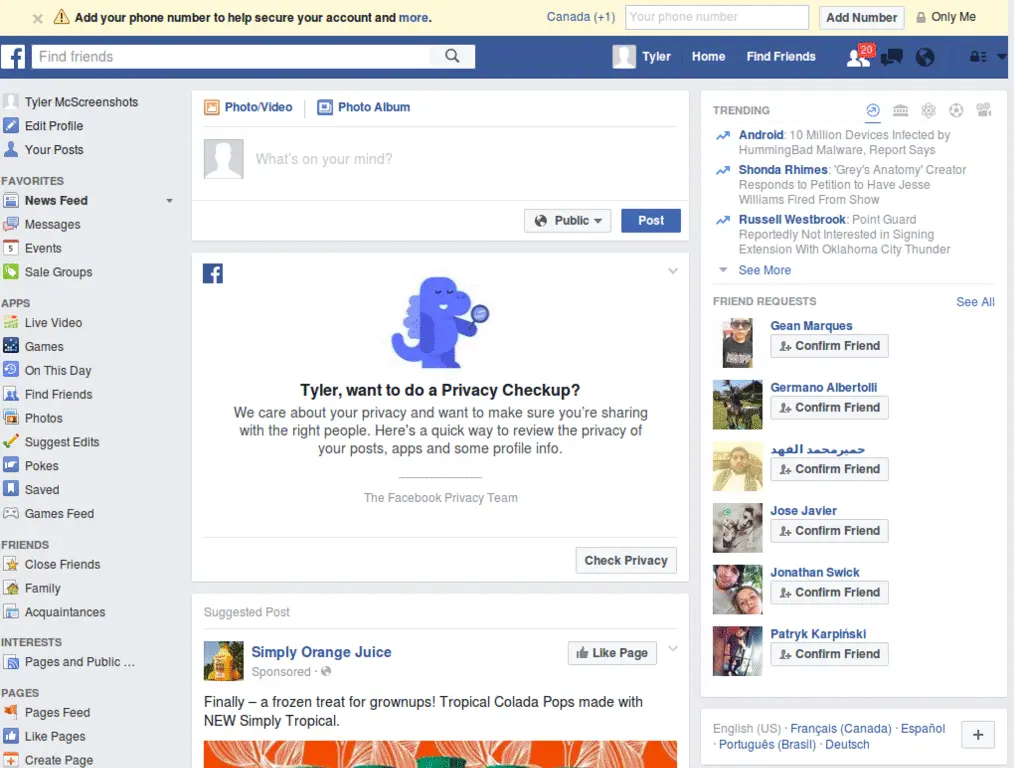 Add your phone number to help secure your account and more.
Canada (+1)
Your phone number
Add Number
Only Me
Find friends
Tyler
Home
Find Friends
20
Tyler McScreenshots
Edit Profile
Your Posts
FAVORITES
News Feed
Messages
5
Events
Sale Groups
APPS
Live Video
Games
On This Day
Find Friends
Photos
Suggest Edits
Pokes
Saved
Games Feed
FRIENDS
Close Friends
Family
Acquaintances
INTERESTS
Pages and Public ...
PAGES
Pages Feed
Like Pages
Create Page
Photo/Video
Photo Album
What's on your mind?
Public
Post
Tyler, want to do a Privacy Checkup?
We care about your privacy and want to make sure you're sharing
with the right people. Here's a quick way to review the privacy of
your posts, apps and some profile info.
The Facebook Privacy Team
Check Privacy
Suggested Post
Simply Orange Juice
Like Page
Sponsored ·
Finally – a frozen treat for grownups! Tropical Colada Pops made with
NEW Simply Tropical.
TRENDING
Android: 10 Million Devices Infected by
HummingBad Malware, Report Says
Shonda Rhimes: 'Grey's Anatomy' Creator
Responds to Petition to Have Jesse
Williams Fired From Show
Russell Westbrook: Point Guard
Reportedly Not Interested in Signing
Extension With Oklahoma City Thunder
See More
FRIEND REQUESTS
See All
Gean Marques
Confirm Friend
Germano Albertolli
Confirm Friend
حميرمحمد الفهد
Confirm Friend
Jose Javier
Confirm Friend
Jonathan Swick
Confirm Friend
Patryk Karpiński
Confirm Friend
English (US) · Français (Canada) · Español
· Português (Brasil) · Deutsch
+